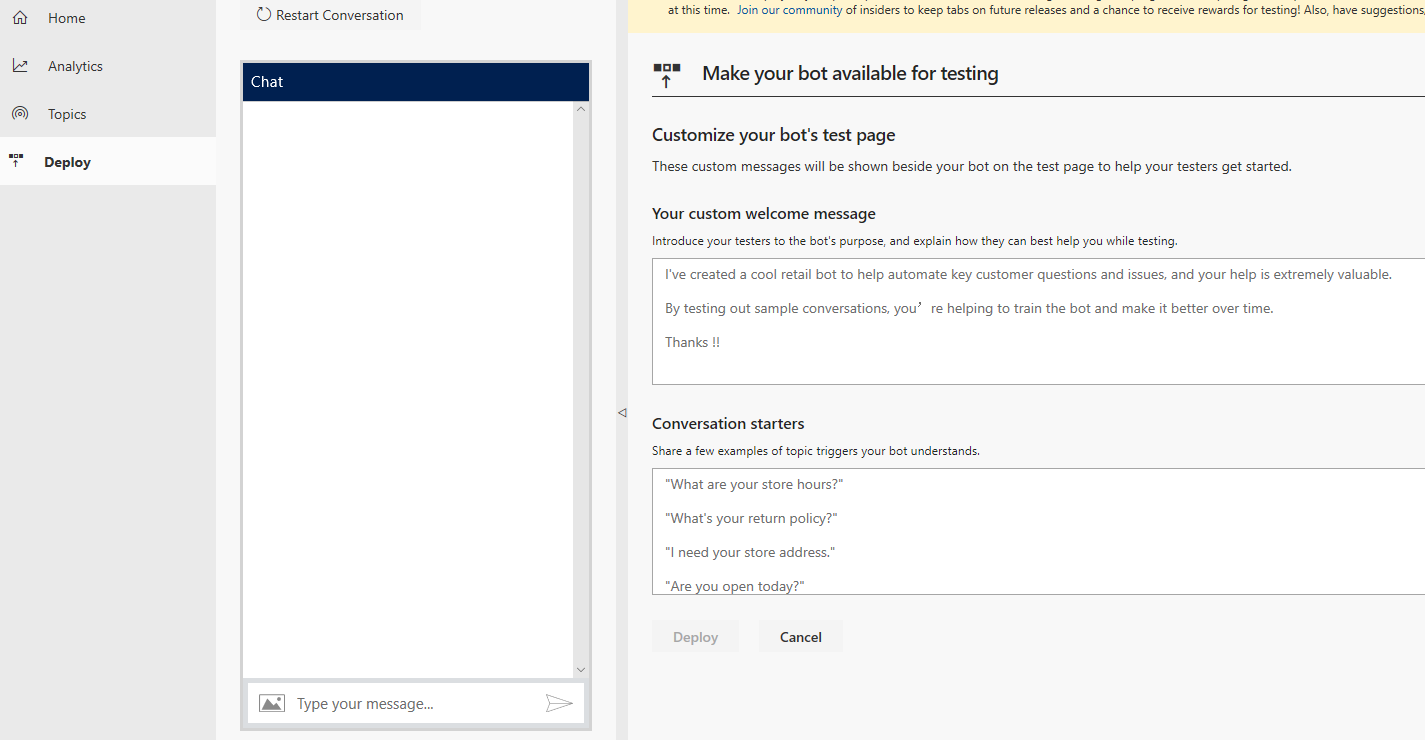 Home
Analytics
Topics
Deploy
Restart Conversation
Chat
Type your message...
at this time. Join our community of insiders to keep tabs on future releases and a chance to receive rewards for testing! Also, have suggestions,
Make your bot available for testing
Customize your bot's test page
These custom messages will be shown beside your bot on the test page to help your testers get started.
Your custom welcome message
Introduce your testers to the bot's purpose, and explain how they can best help you while testing.
I've created a cool retail bot to help automate key customer questions and issues, and your help is extremely valuable.
By testing out sample conversations, you’ re helping to train the bot and make it better over time.
Thanks !!
Conversation starters
Share a few examples of topic triggers your bot understands.
"What are your store hours?"
"What's your return policy?"
"I need your store address."
"Are you open today?"
Deploy
Cancel